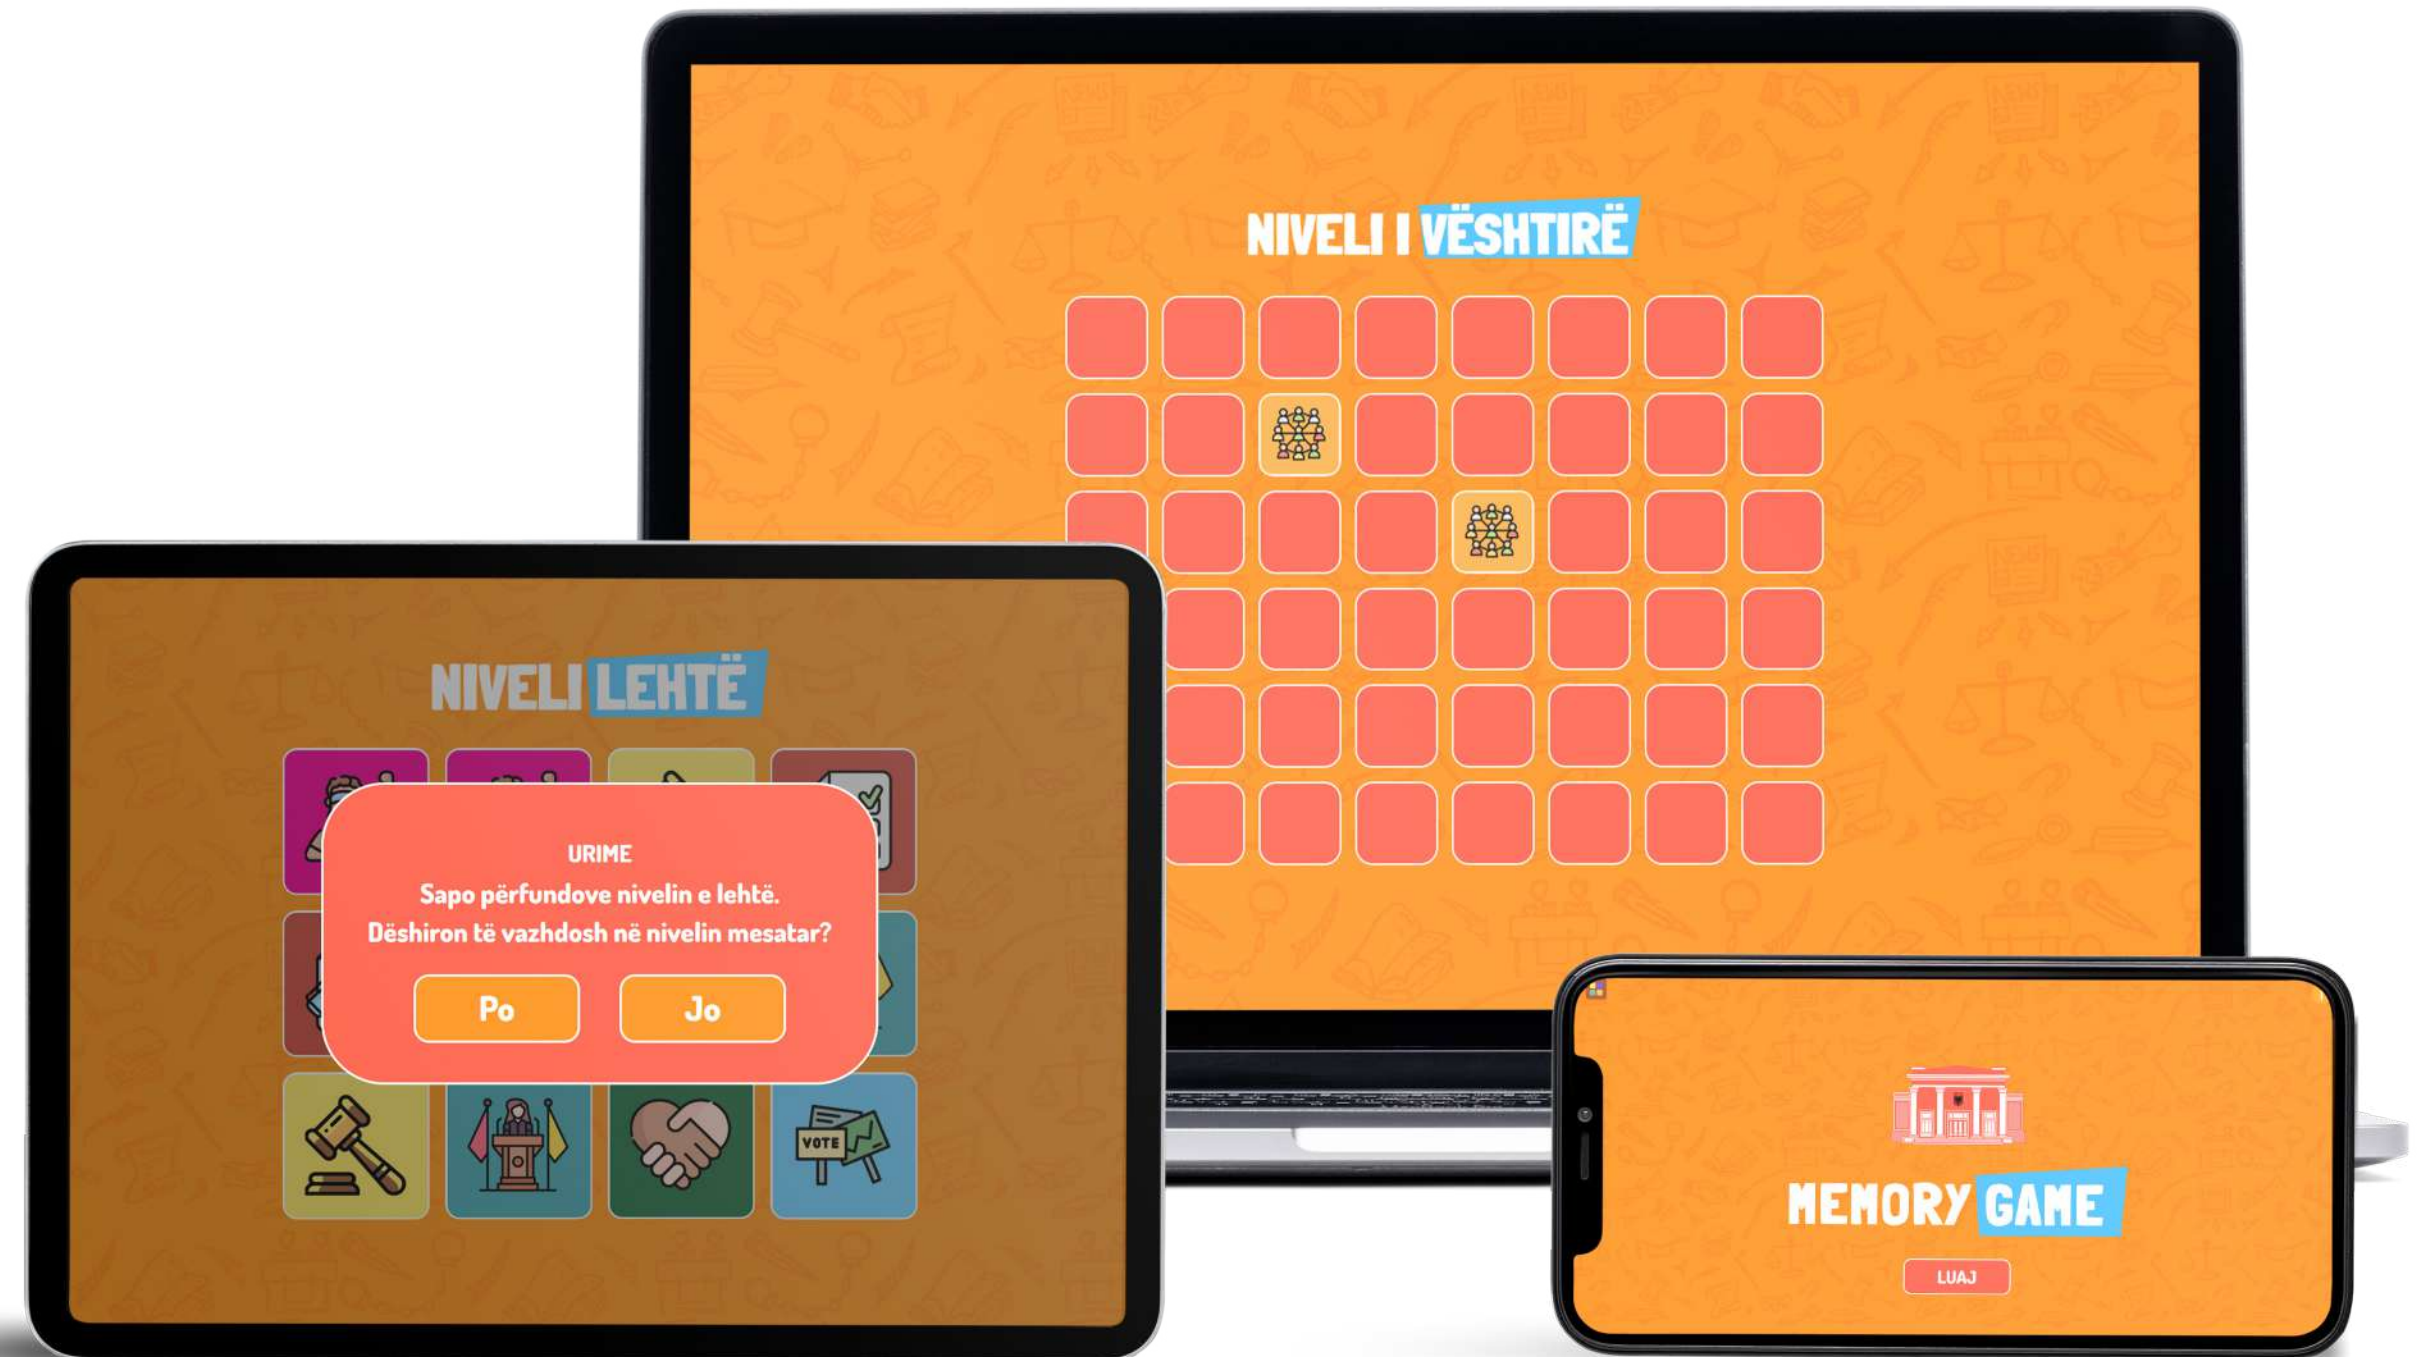 NIVELI I VËSHTIRË
NIVELI LEHTË
URIME
Sapo përfundove nivelin e lehtë.
Dëshiron të vazhdosh në nivelin mesatar?
Po
Jo
VOTE
MEMORY GAME
LUAJ